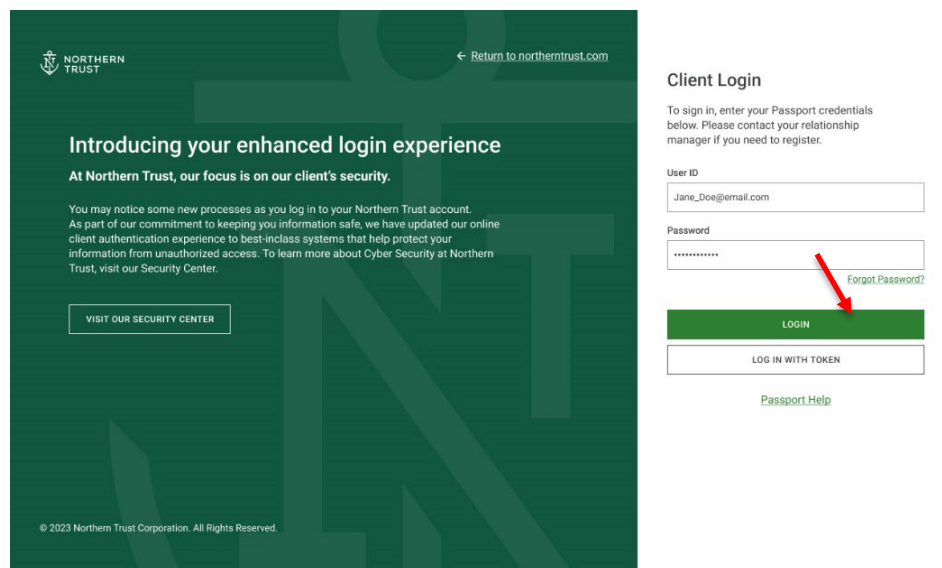 NORTHERN
TRUST
← Return to northerntrust.com
Introducing your enhanced login experience
At Northern Trust, our focus is on our client's security.
You may notice some new processes as you log in to your Northern Trust account.
As part of our commitment to keeping you information safe, we have updated our online
client authentication experience to best-inclass systems that help protect your
information from unauthorized access. To learn more about Cyber Security at Northern
Trust, visit our Security Center.
VISIT OUR SECURITY CENTER
© 2023 Northern Trust Corporation. All Rights Reserved.
Client Login
To sign in, enter your Passport credentials
below. Please contact your relationship
manager if you need to register.
User ID
Jane_Doe@email.com
Password
••••••••••••
Forgot Password?
LOGIN
LOG IN WITH TOKEN
Passport Help